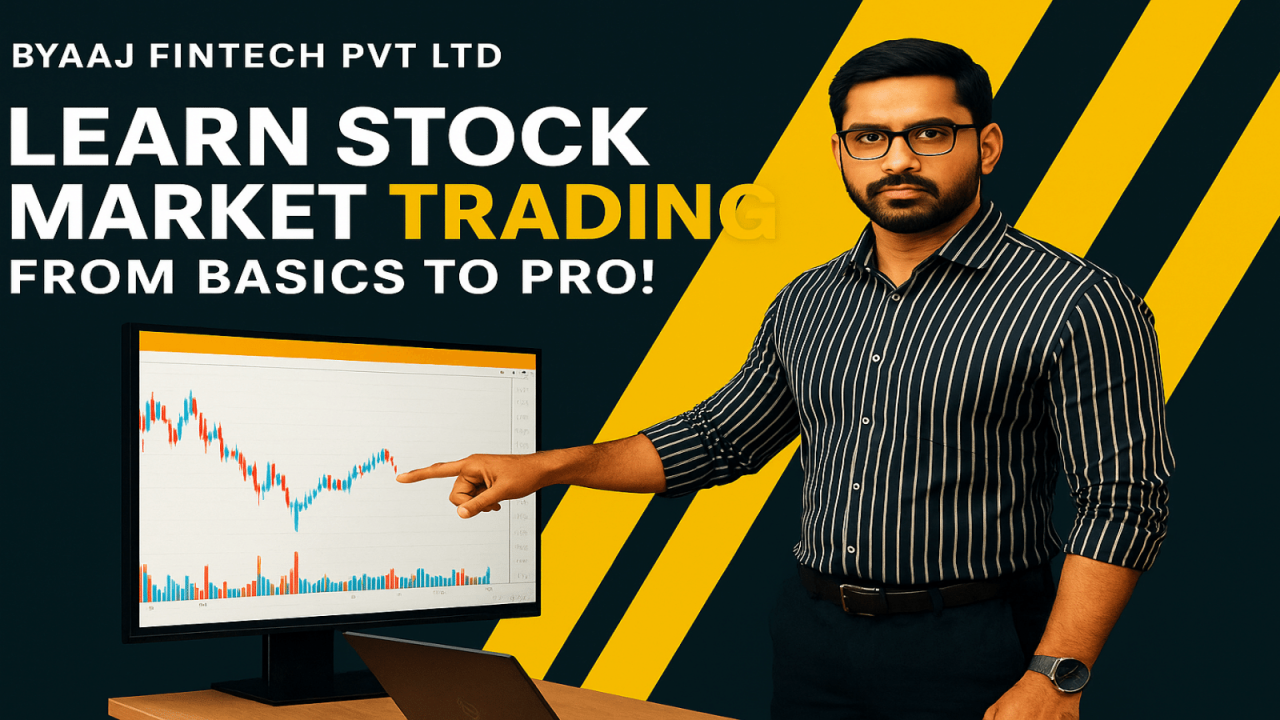 BYAAJ FINTECH PVT LTD
LEARN STOCK
MARKET TRADING
FROM BASICS TO PRO!